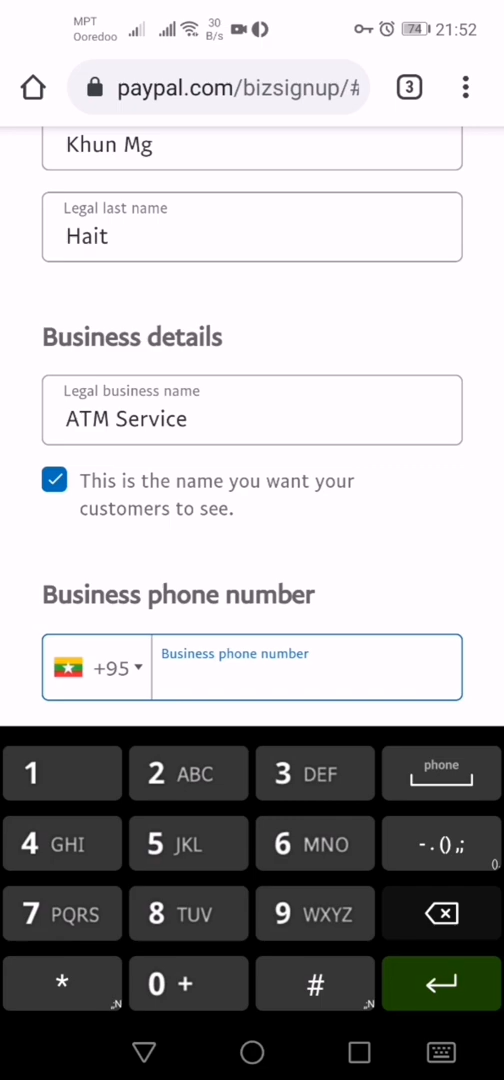 MPT
Ooredoo
30
B/s
74
21:52
paypal.com/bizsignup/#
3
Khun Mg
Legal last name
Hait
Business details
Legal business name
ATM Service
This is the name you want your
customers to see.
Business phone number
+95
Business phone number
1
2 ABC
3 DEF
phone
4 GHI
5 JKL
6 MNO
- . () ,;
7 PQRS
8 TUV
9 WXYZ
*
0 +
#